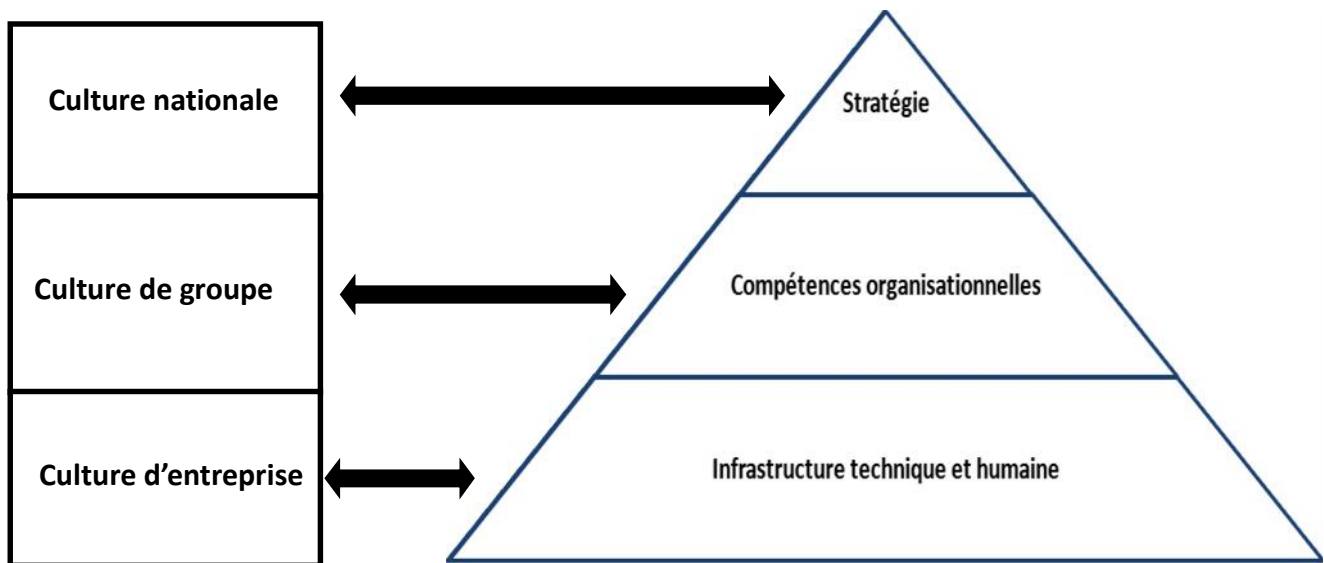 Culture nationale
Stratégie
Culture de groupe
Compétences organisationnelles
Culture d’entreprise
Infrastructure technique et humaine